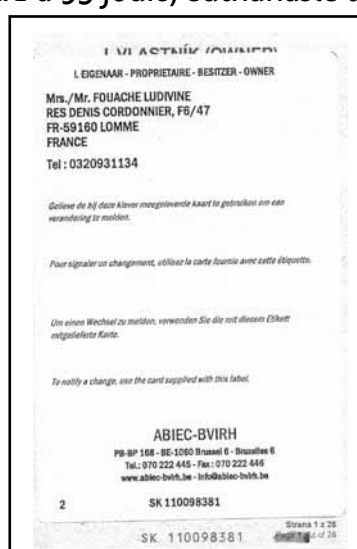 I. VLASTNÍK (OWNER)
I. EIGENAAR - PROPRIETAIRE - BESITZER - OWNER
Mrs./Mr. FOUACHE LUDIVINE
RES DENIS CORDONNIER, F6/47
FR-59160 LOMME
FRANCE
Tel : 0320931134
Gelieve de bij deze klever meegeleverde kaart te gebruiken om een
verandering te melden.
Pour signaler un changement, utilisez la carte fournie avec cette étiquette.
Um einen Wechsel zu melden, verwenden Sie die mit diesem Etikett
mitgelieferte Karte.
To notify a change, use the card supplied with this label.
ABIEC-BVIRH
PB-BP 168 - BE-1060 Brussel 6 - Bruxelles 6
Tel.: 070 222 445 - Fax : 070 222 446
www.abiec-bvirh.be - info@abiec-bvirh.be
2 SK 110098381
Strana 1 z 26
SK 110098381 out of 26